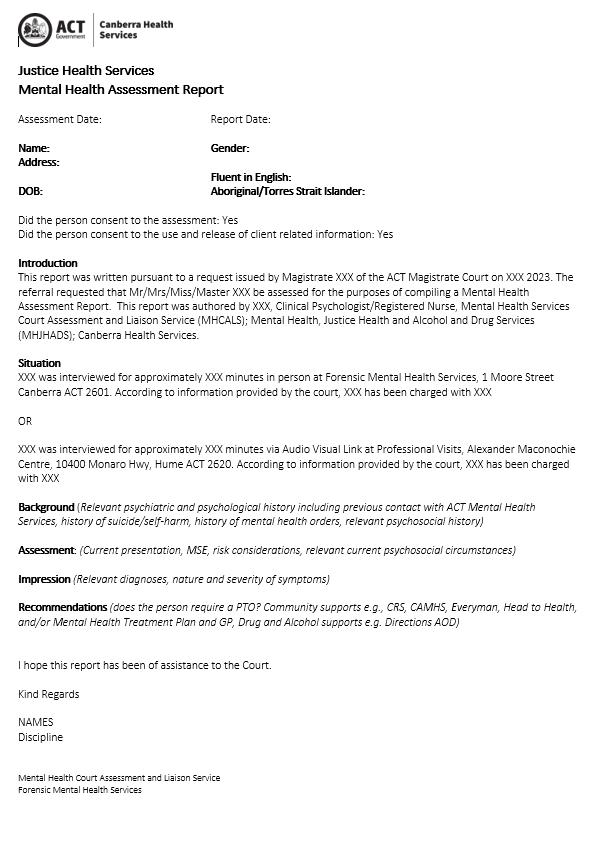 ACT
Government
Canberra Health
Services
Justice Health Services
Mental Health Assessment Report
Assessment Date: Report Date:
Name: Gender:
Address:
Fluent in English:
DOB: Aboriginal/Torres Strait Islander:
Did the person consent to the assessment: Yes
Did the person consent to the use and release of client related information: Yes
Introduction
This report was written pursuant to a request issued by Magistrate XXX of the ACT Magistrate Court on XXX 2023. The
referral requested that Mr/Mrs/Miss/Master XXX be assessed for the purposes of compiling a Mental Health
Assessment Report. This report was authored by XXX, Clinical Psychologist/Registered Nurse, Mental Health Services
Court Assessment and Liaison Service (MHCALS); Mental Health, Justice Health and Alcohol and Drug Services
(MHJHADS); Canberra Health Services.
Situation
XXX was interviewed for approximately XXX minutes in person at Forensic Mental Health Services, 1 Moore Street
Canberra ACT 2601. According to information provided by the court, XXX has been charged with XXX
OR
XXX was interviewed for approximately XXX minutes via Audio Visual Link at Professional Visits, Alexander Maconochie
Centre, 10400 Monaro Hwy, Hume ACT 2620. According to information provided by the court, XXX has been charged
with XXX
Background (Relevant psychiatric and psychological history including previous contact with ACT Mental Health
Services, history of suicide/self-harm, history of mental health orders, relevant psychosocial history)
Assessment: (Current presentation, MSE, risk considerations, relevant current psychosocial circumstances)
Impression (Relevant diagnoses, nature and severity of symptoms)
Recommendations (does the person require a PTO? Community supports e.g., CRS, CAMHS, Everyman, Head to Health,
and/or Mental Health Treatment Plan and GP, Drug and Alcohol supports e.g. Directions AOD)
I hope this report has been of assistance to the Court.
Kind Regards
NAMES
Discipline
Mental Health Court Assessment and Liaison Service
Forensic Mental Health Services